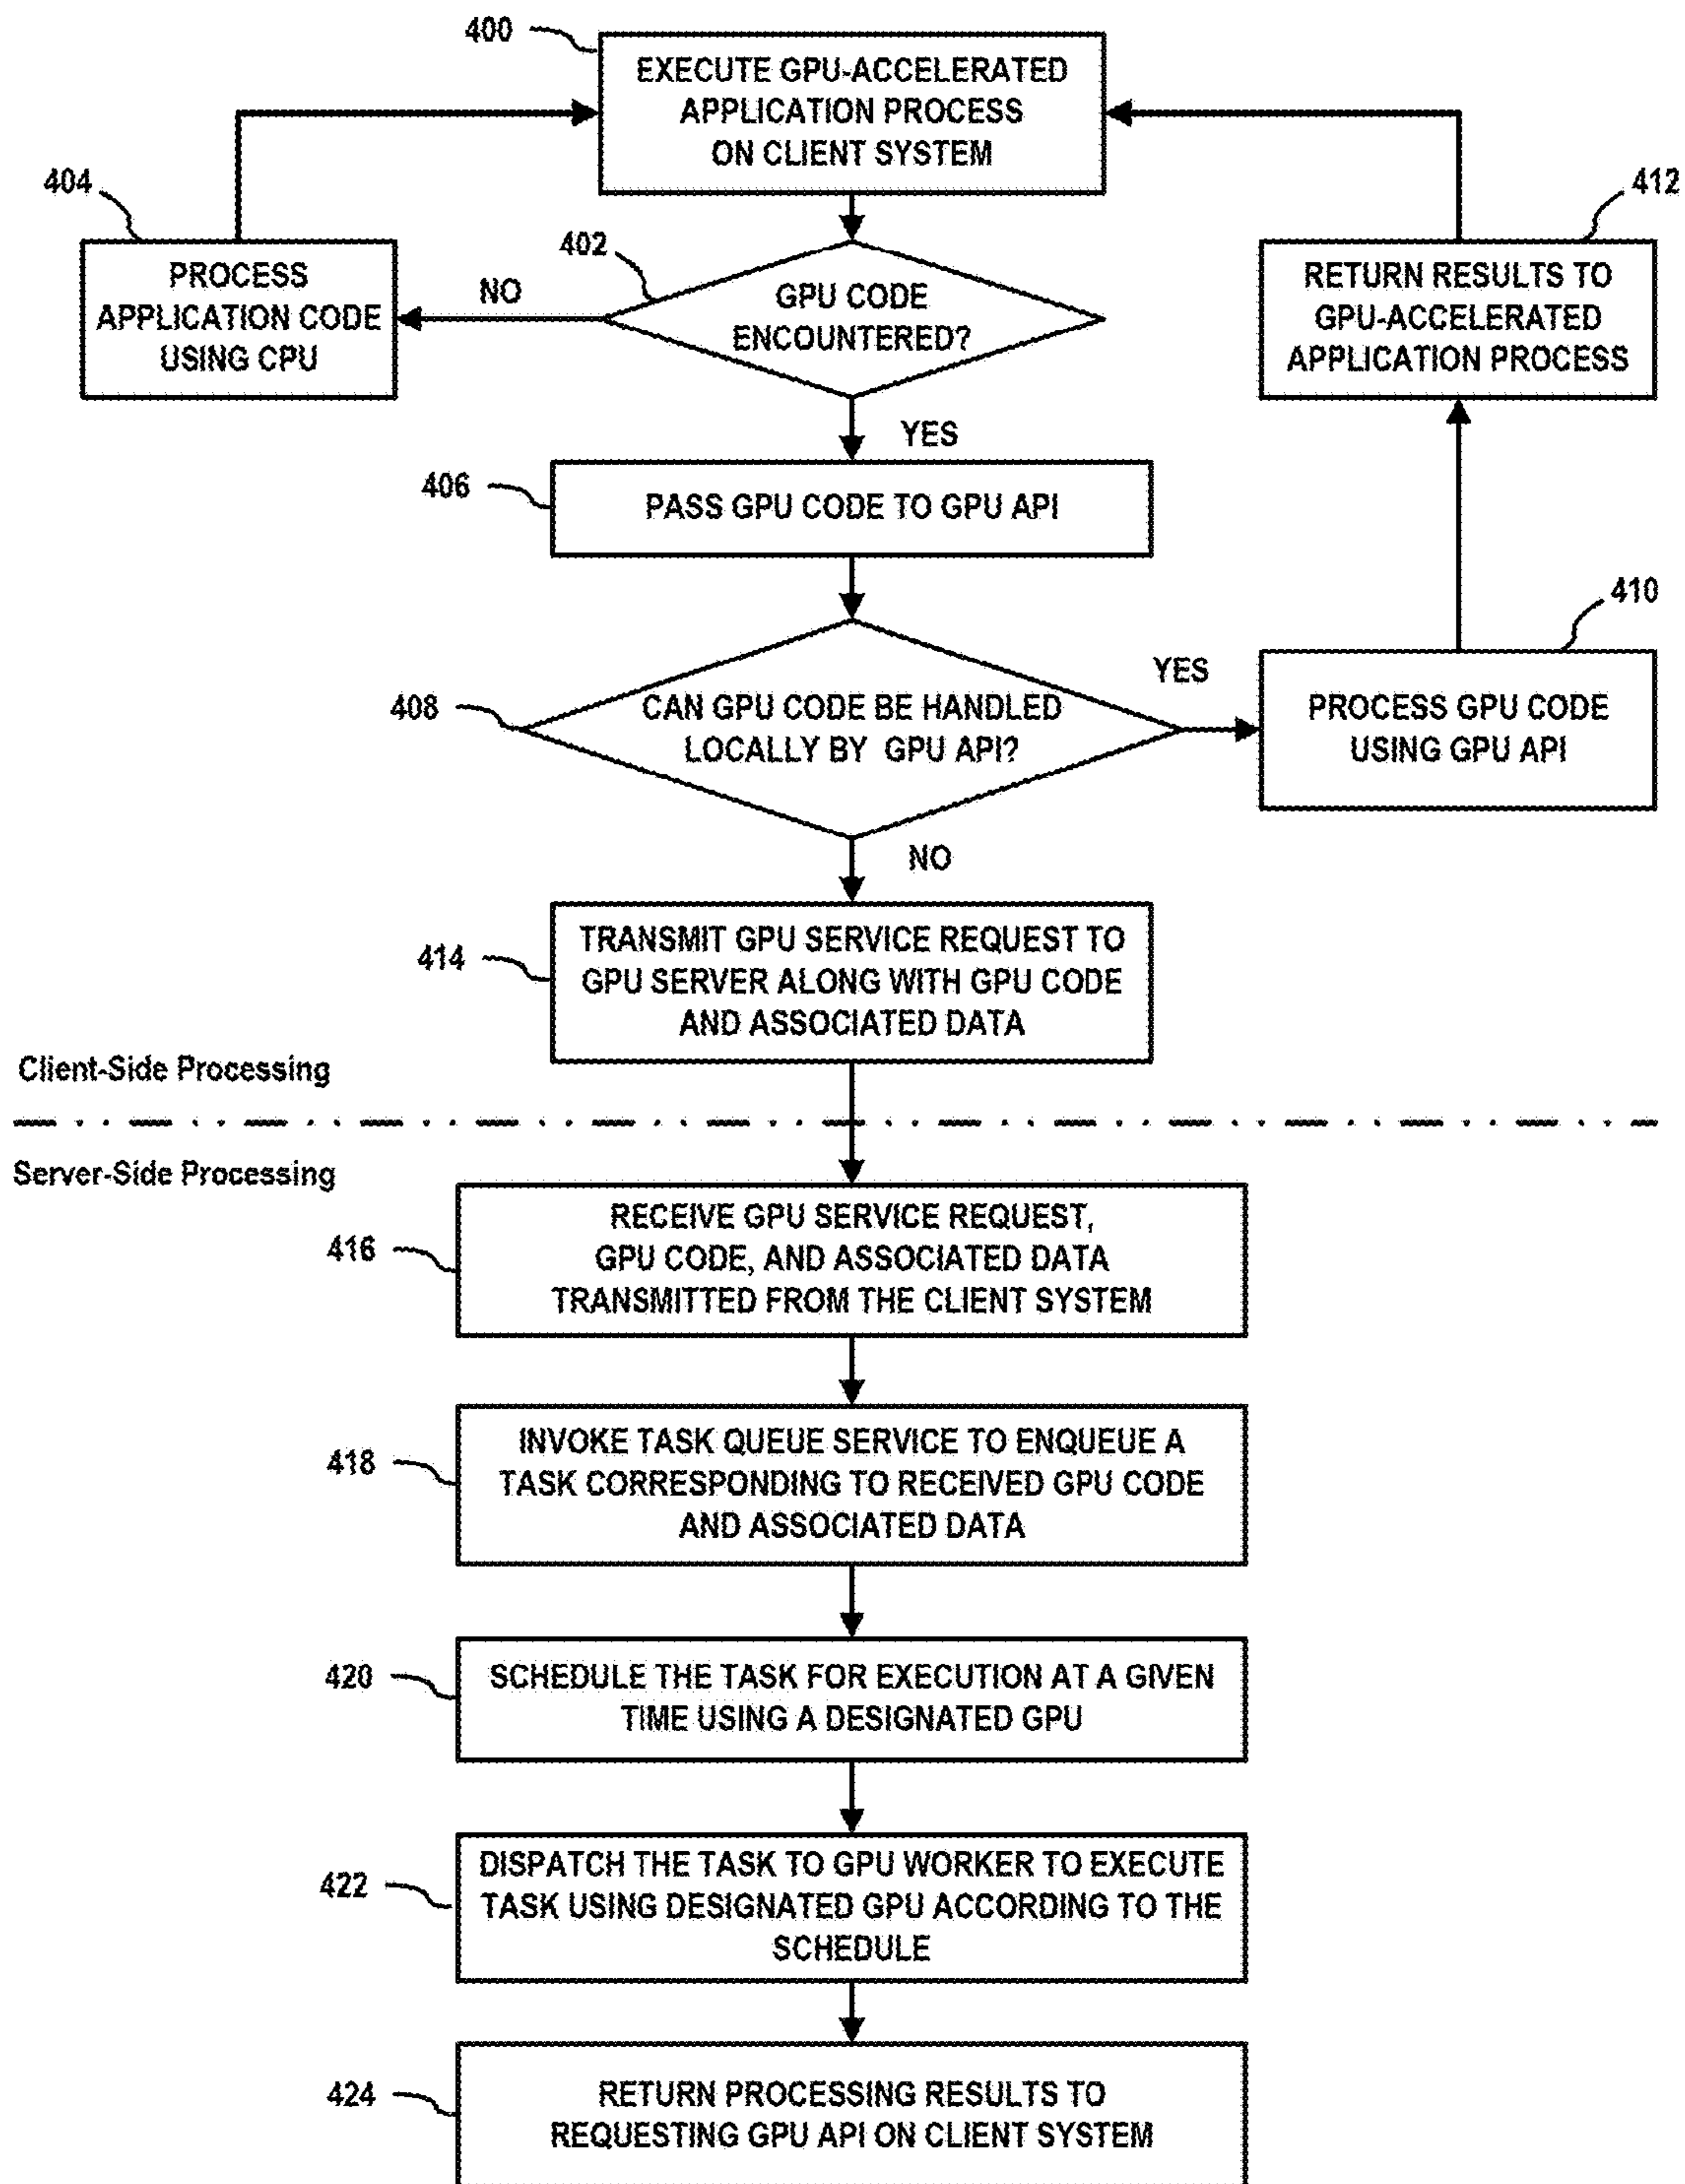 400
EXECUTE GPU-ACCELERATED
APPLICATION PROCESS
ON CLIENT SYSTEM
404
PROCESS
APPLICATION CODE
USING CPU
NO
402
GPU CODE
ENCOUNTERED?
412
RETURN RESULTS TO
GPU-ACCELERATED
APPLICATION PROCESS
YES
406
PASS GPU CODE TO GPU API
408
CAN GPU CODE BE HANDLED
LOCALLY BY GPU API?
YES
410
PROCESS GPU CODE
USING GPU API
NO
414
TRANSMIT GPU SERVICE REQUEST TO
GPU SERVER ALONG WITH GPU CODE
AND ASSOCIATED DATA
Client-Side Processing
Server-Side Processing
416
RECEIVE GPU SERVICE REQUEST,
GPU CODE, AND ASSOCIATED DATA
TRANSMITTED FROM THE CLIENT SYSTEM
418
INVOKE TASK QUEUE SERVICE TO ENQUEUE A
TASK CORRESPONDING TO RECEIVED GPU CODE
AND ASSOCIATED DATA
420
SCHEDULE THE TASK FOR EXECUTION AT A GIVEN
TIME USING A DESIGNATED GPU
422
DISPATCH THE TASK TO GPU WORKER TO EXECUTE
TASK USING DESIGNATED GPU ACCORDING TO THE
SCHEDULE
424
RETURN PROCESSING RESULTS TO
REQUESTING GPU API ON CLIENT SYSTEM